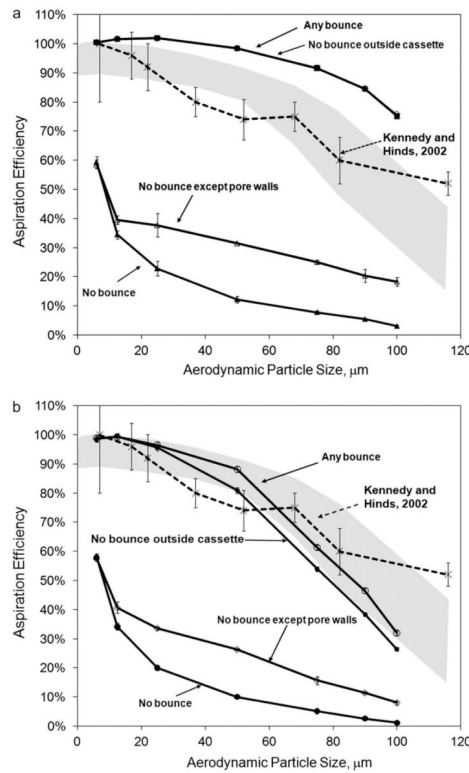 a
110%
100%
90%
80%
70%
60%
50%
40%
30%
20%
10%
0%
Aspiration Efficiency
Any bounce
No bounce outside cassette
Kennedy and
Hinds, 2002
No bounce except pore walls
No bounce
0 20 40 60 80 100 120
Aerodynamic Particle Size, μm
b
110%
100%
90%
80%
70%
60%
50%
40%
30%
20%
10%
0%
Aspiration Efficiency
Any bounce
Kennedy and
Hinds, 2002
No bounce outside cassette
No bounce except pore walls
No bounce
0 20 40 60 80 100 120
Aerodynamic Particle Size, μm